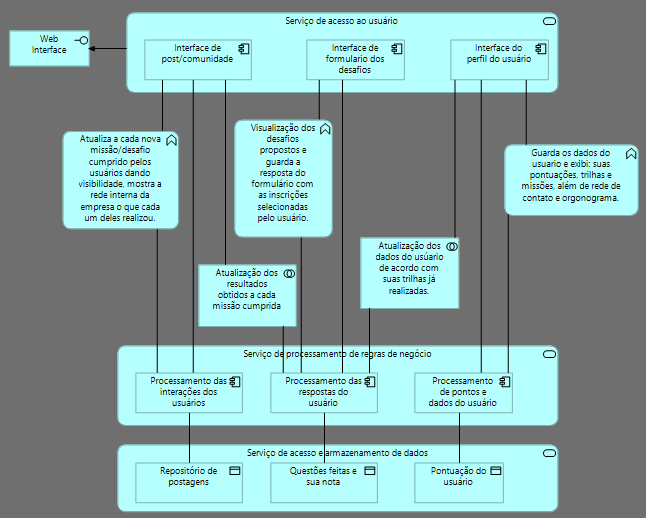 Serviço de acesso ao usuário
Web
Interface
Interface de
post/comunidade
Interface de
formulario dos
desafios
Interface do
perfil do usuário
Atualiza a cada nova
missão/desafio
cumprido pelos
usuários dando
visibilidade, mostra a
rede interna da
empresa o que cada
um deles realizou.
Visualização dos
desafios
propostos e
guarda a
resposta do
formulário com
as inscrições
selecionadas
pelo usuário.
Guarda os dados do
usuario e exibi: suas
pontuações, trilhas e
missões, além de rede de
contato e orgonograma.
Atualização dos
resultados
obtidos a cada
missão cumprida
Atualização dos
dados do usúario
de acordo com
suas trilhas já
realizadas.
Serviço de processamento de regras de negócio
Processamento das
interações dos
usuários
Processamento das
respostas do
usuário
Processamento
de pontos e
dados do usuário
Serviço de acesso e armazenamento de dados
Repositório de
postagens
Questões feitas e
sua nota
Pontuação do
usuário